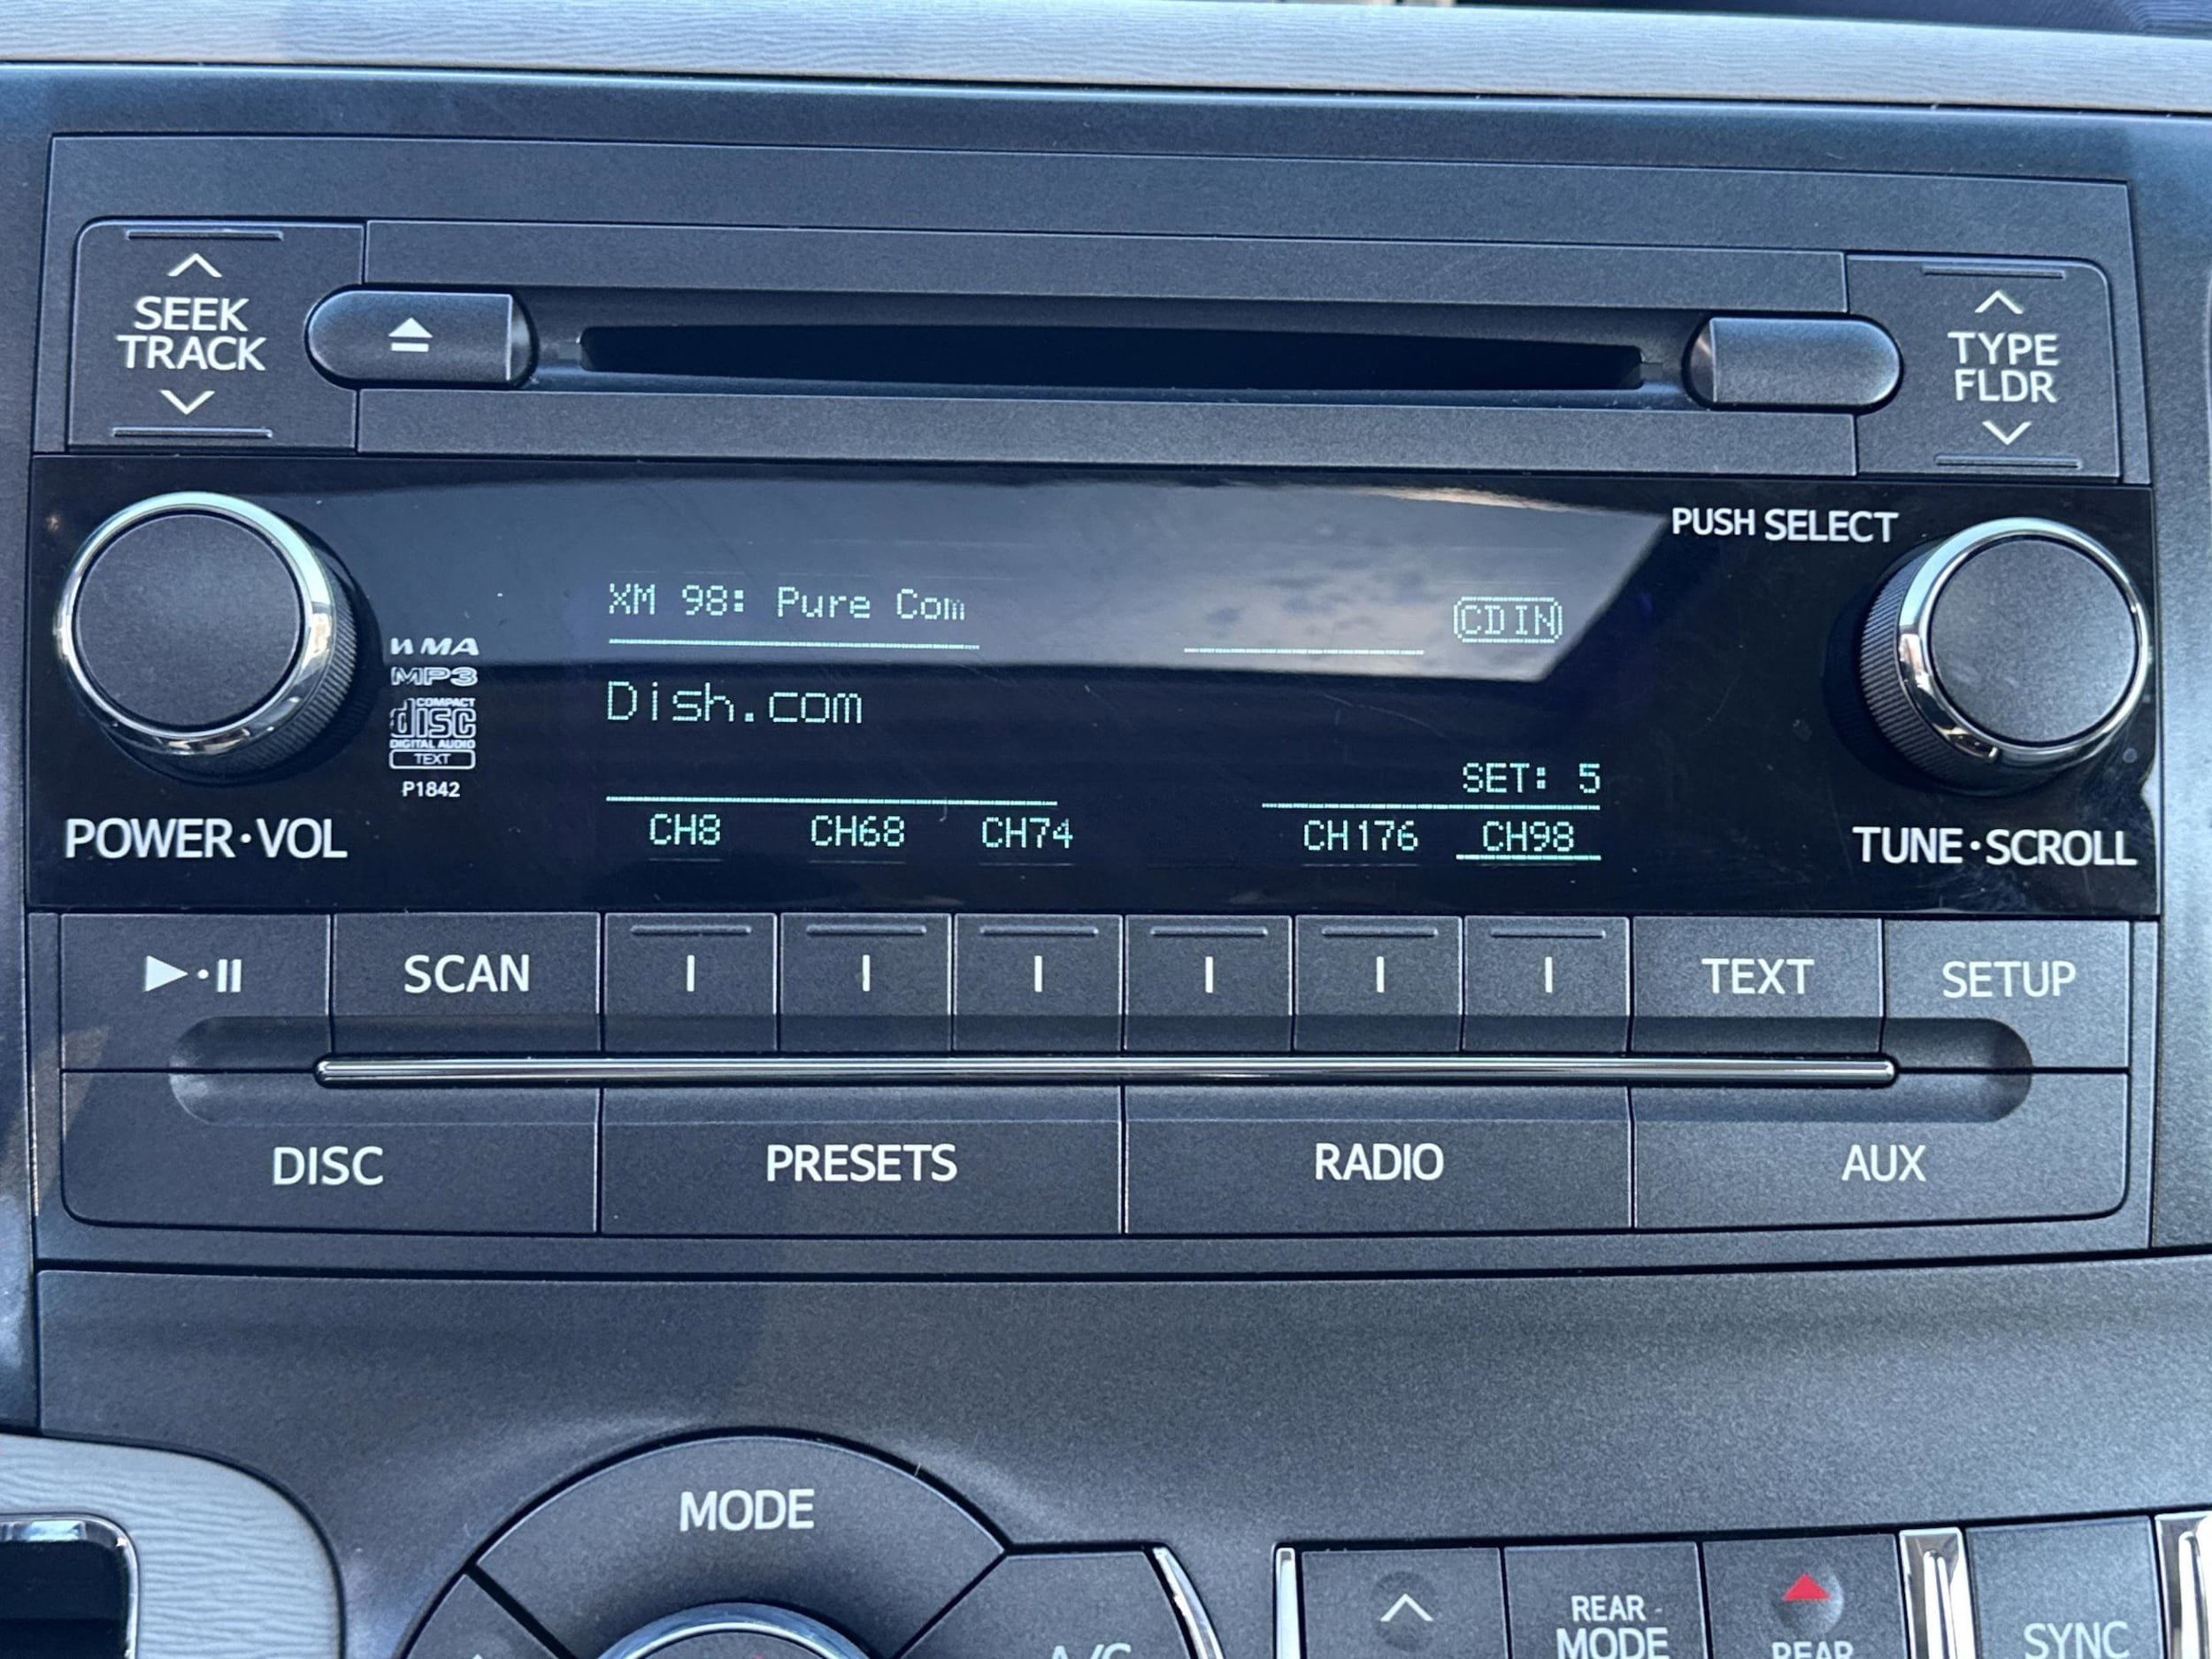 SEEK
TRACK
TYPE
FLDR
PUSH SELECT
XM 98: Pure Com
CD IN
WMA
MP3
COMPACT
disc
DIGITAL AUDIO
TEXT
P1842
Dish.com
SET: 5
POWER·VOL
CH8 CH68 CH74 CH176 CH98
TUNE·SCROLL
SCAN
TEXT
SETUP
DISC
PRESETS
RADIO
AUX
MODE
A/C
REAR
MODE
REAR
SYNC